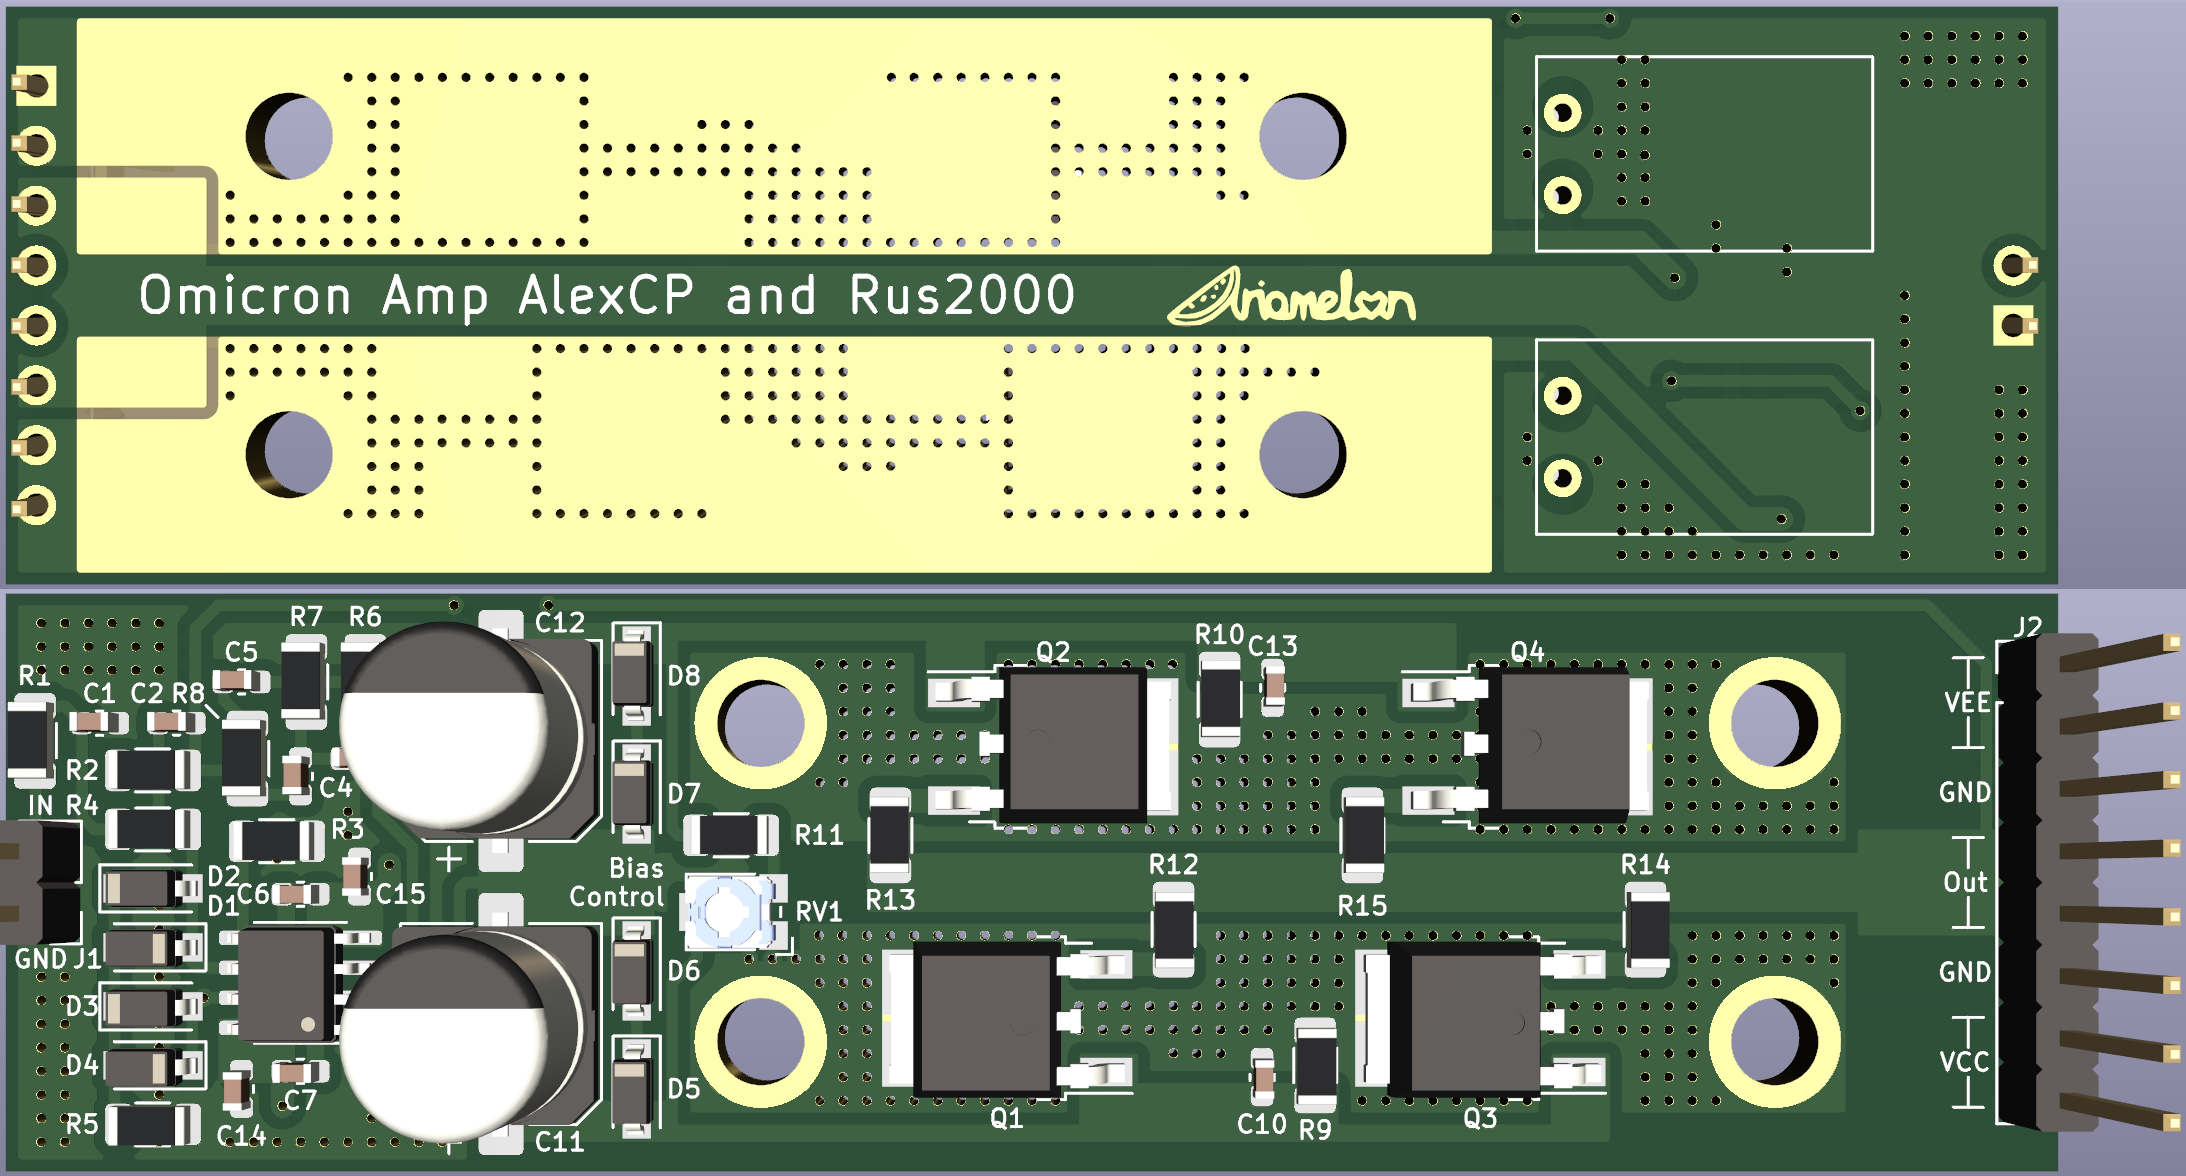 Omicron Amp AlexCP and Rus2000
Ariamelon
R7 R6 C12
Q2 R10 C13 Q4 J2
R1 C5 D8
C1 C2 R8 VEE
R2 C4 D7 GND
IN R4 R3 R11
+
Bias
Control
R12 R14
D2 C6 C15 R13 R15 Out
D1 RV1
GND J1 D6 GND
D3
D4 VCC
C7 D5
R5 C14 C11 Q1 C10 R9 Q3
+